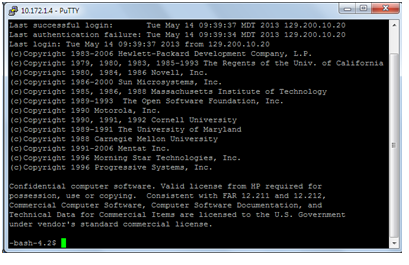 10.172.1.4 - PuTTY
Last successful login: Tue May 14 09:39:37 MDT 2013 129.200.10.20
Last authentication failure: Tue May 14 09:39:34 MDT 2013 129.200.10.20
Last login: Tue May 14 09:39:37 2013 from 129.200.10.20
(c)Copyright 1983-2006 Hewlett-Packard Development Company, L.P.
(c)Copyright 1979, 1980, 1983, 1985-1993 The Regents of the Univ. of California
(c)Copyright 1980, 1984, 1986 Novell, Inc.
(c)Copyright 1986-2000 Sun Microsystems, Inc.
(c)Copyright 1985, 1986, 1988 Massachusetts Institute of Technology
(c)Copyright 1989-1993 The Open Software Foundation, Inc.
(c)Copyright 1990 Motorola, Inc.
(c)Copyright 1990, 1991, 1992 Cornell University
(c)Copyright 1989-1991 The University of Maryland
(c)Copyright 1988 Carnegie Mellon University
(c)Copyright 1991-2006 Mentat Inc.
(c)Copyright 1996 Morning Star Technologies, Inc.
(c)Copyright 1996 Progressive Systems, Inc.
Confidential computer software. Valid license from HP required for
possession, use or copying. Consistent with FAR 12.211 and 12.212,
Commercial Computer Software, Computer Software Documentation, and
Technical Data for Commercial Items are licensed to the U.S. Government
under vendor's standard commercial license.
-bash-4.2$